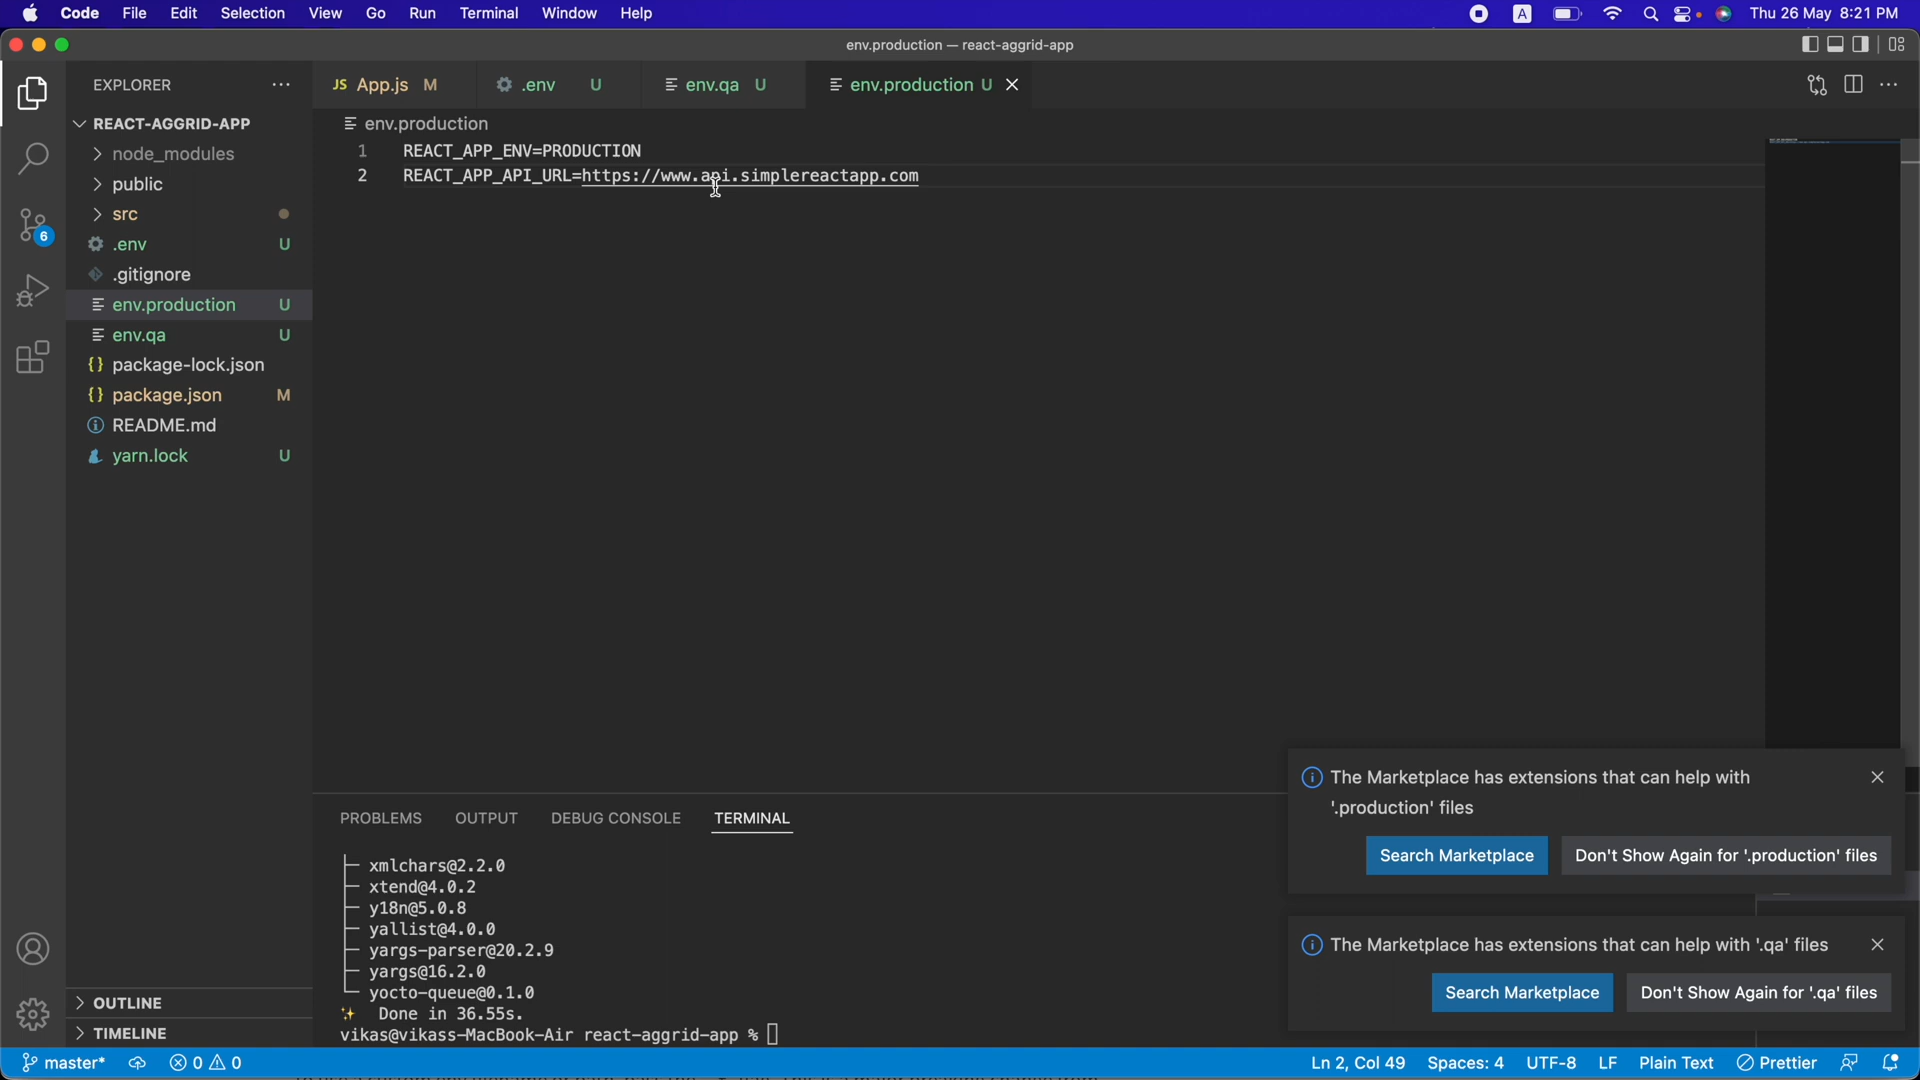 Code File Edit Selection View Go Run Terminal Window Help
A Thu 26 May 8:21 PM
env.production — react-aggrid-app
EXPLORER
JS App.js M
.env U
env.qa U
env.production U
REACT-AGGRID-APP
env.production
node_modules
public
src
.env U
.gitignore
env.production U
env.qa U
{} package-lock.json
{} package.json M
README.md
yarn.lock U
6
1 REACT_APP_ENV=PRODUCTION
2 REACT_APP_API_URL=https://www.api.simplereactapp.com
PROBLEMS OUTPUT DEBUG CONSOLE TERMINAL
├─ xmlchars@2.2.0
├─ xtend@4.0.2
├─ y18n@5.0.8
├─ yallist@4.0.0
├─ yargs-parser@20.2.9
├─ yargs@16.2.0
└─ yocto-queue@0.1.0
✨ Done in 36.55s.
vikas@vikass-MacBook-Air react-aggrid-app %
The Marketplace has extensions that can help with
'.production' files
Search Marketplace
Don't Show Again for '.production' files
The Marketplace has extensions that can help with '.qa' files
Search Marketplace
Don't Show Again for '.qa' files
OUTLINE
TIMELINE
master* 0 0
Ln 2, Col 49 Spaces: 4 UTF-8 LF Plain Text Prettier